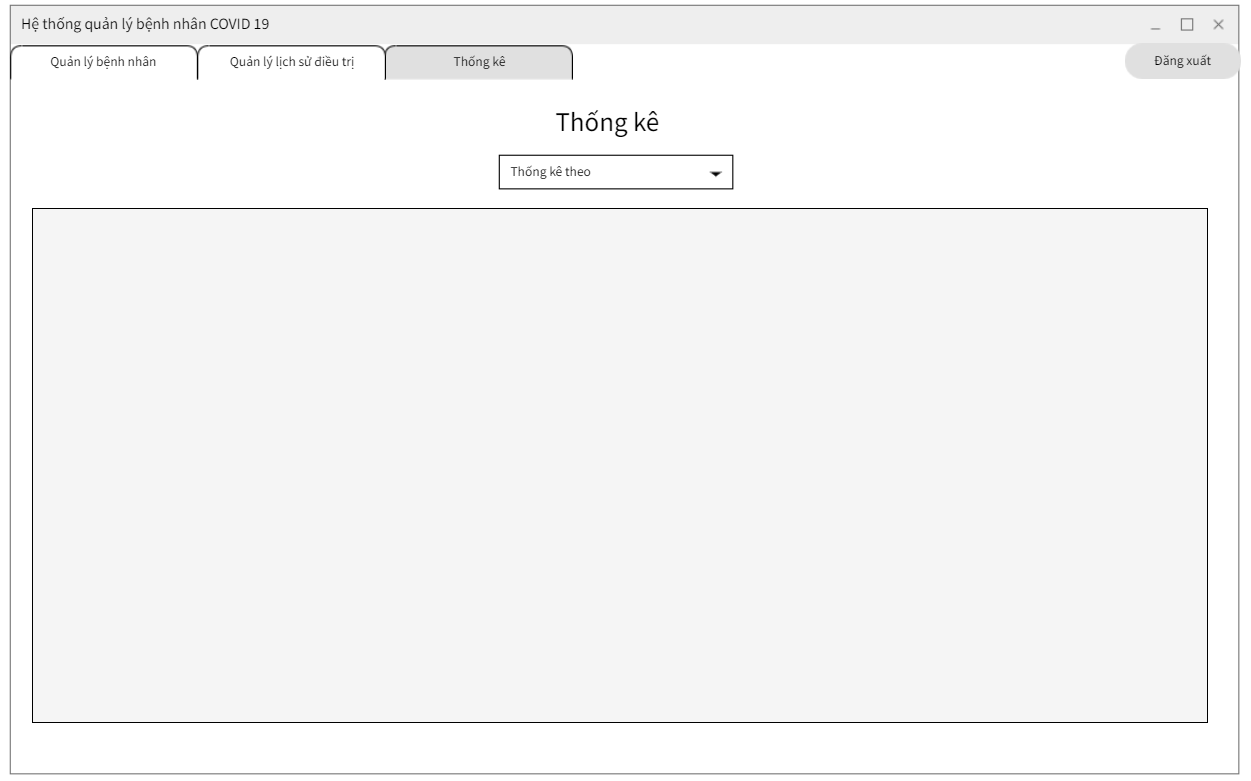 Hệ thống quản lý bệnh nhân COVID 19
Quản lý bệnh nhân
Quản lý lịch sử điều trị
Thống kê
Đăng xuất
Thống kê
Thống kê theo